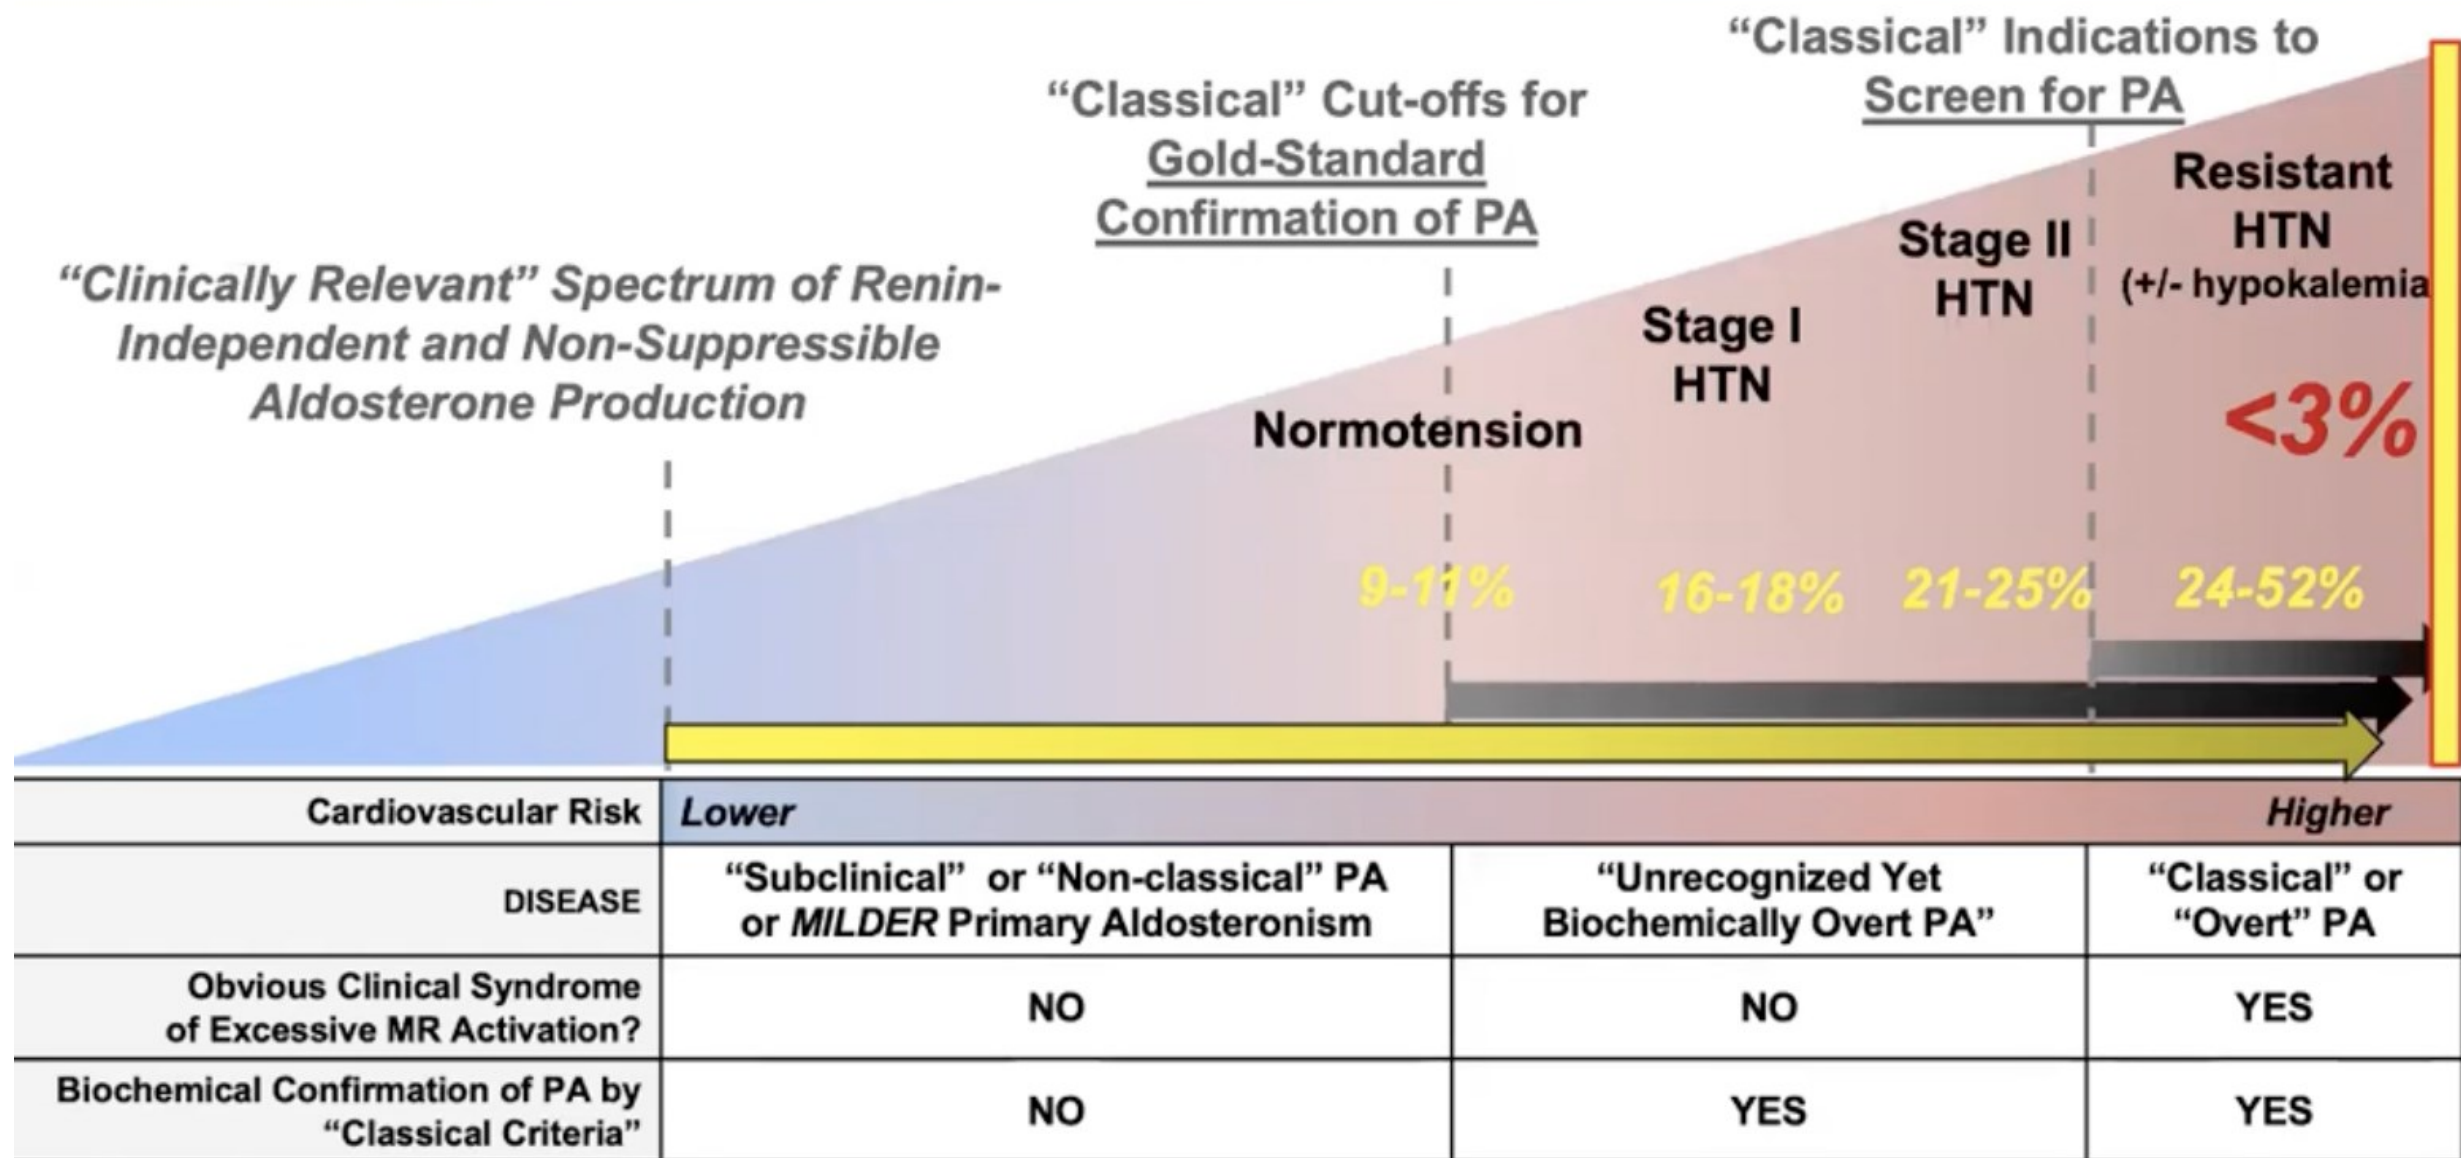 “Classical” Indications to
Screen for PA
“Classical” Cut-offs for
Gold-Standard
Confirmation of PA
“Clinically Relevant” Spectrum of Renin-
Independent and Non-Suppressible
Aldosterone Production
Resistant
HTN
(+/- hypokalemia
Stage II
HTN
Stage I
HTN
Normotension
<3%
9-11%
16-18%
21-25%
24-52%
Cardiovascular Risk
Lower
Higher
DISEASE
“Subclinical” or “Non-classical” PA
or MILDER Primary Aldosteronism
“Unrecognized Yet
Biochemically Overt PA”
“Classical” or
“Overt” PA
Obvious Clinical Syndrome
of Excessive MR Activation?
NO
NO
YES
Biochemical Confirmation of PA by
“Classical Criteria”
NO
YES
YES